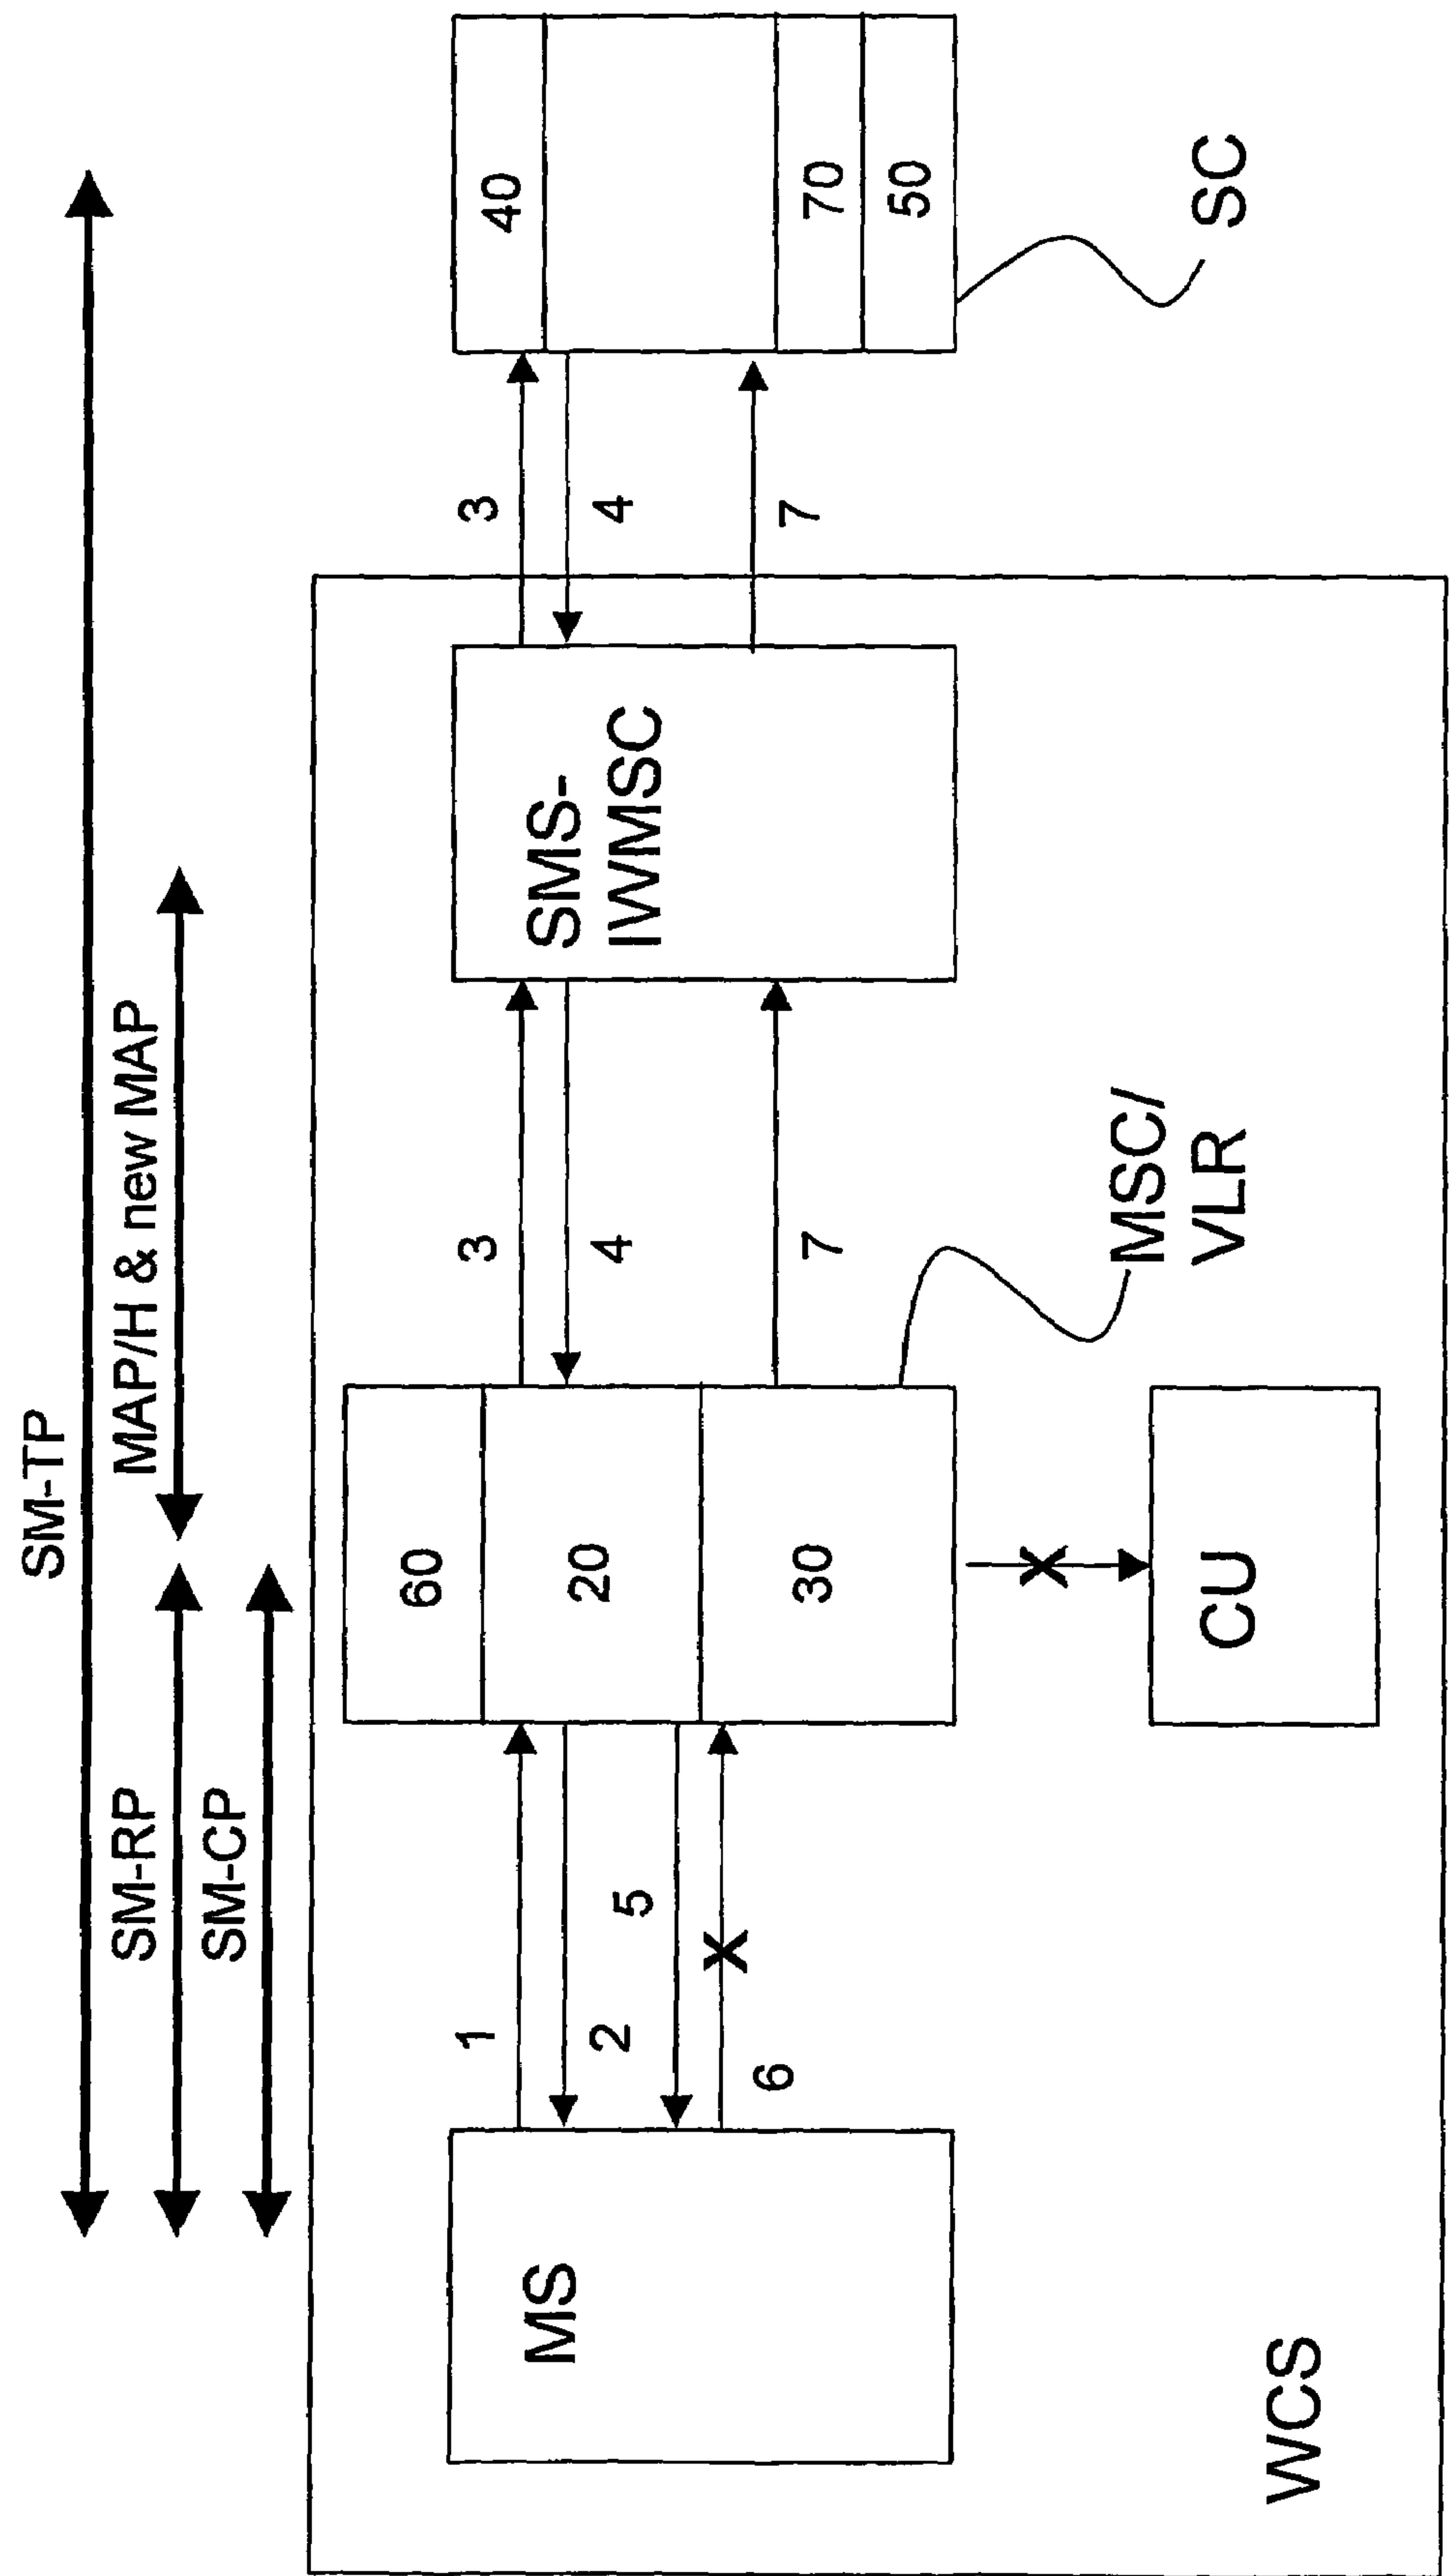 SM-TP
SM-RP
MAP/H & new MAP
SM-CP
1
2
5
6
3
4
7
3
4
7
MS
60
20
30
SMS-
IWMSC
40
70
50
MSC/
VLR
SC
CU
WCS